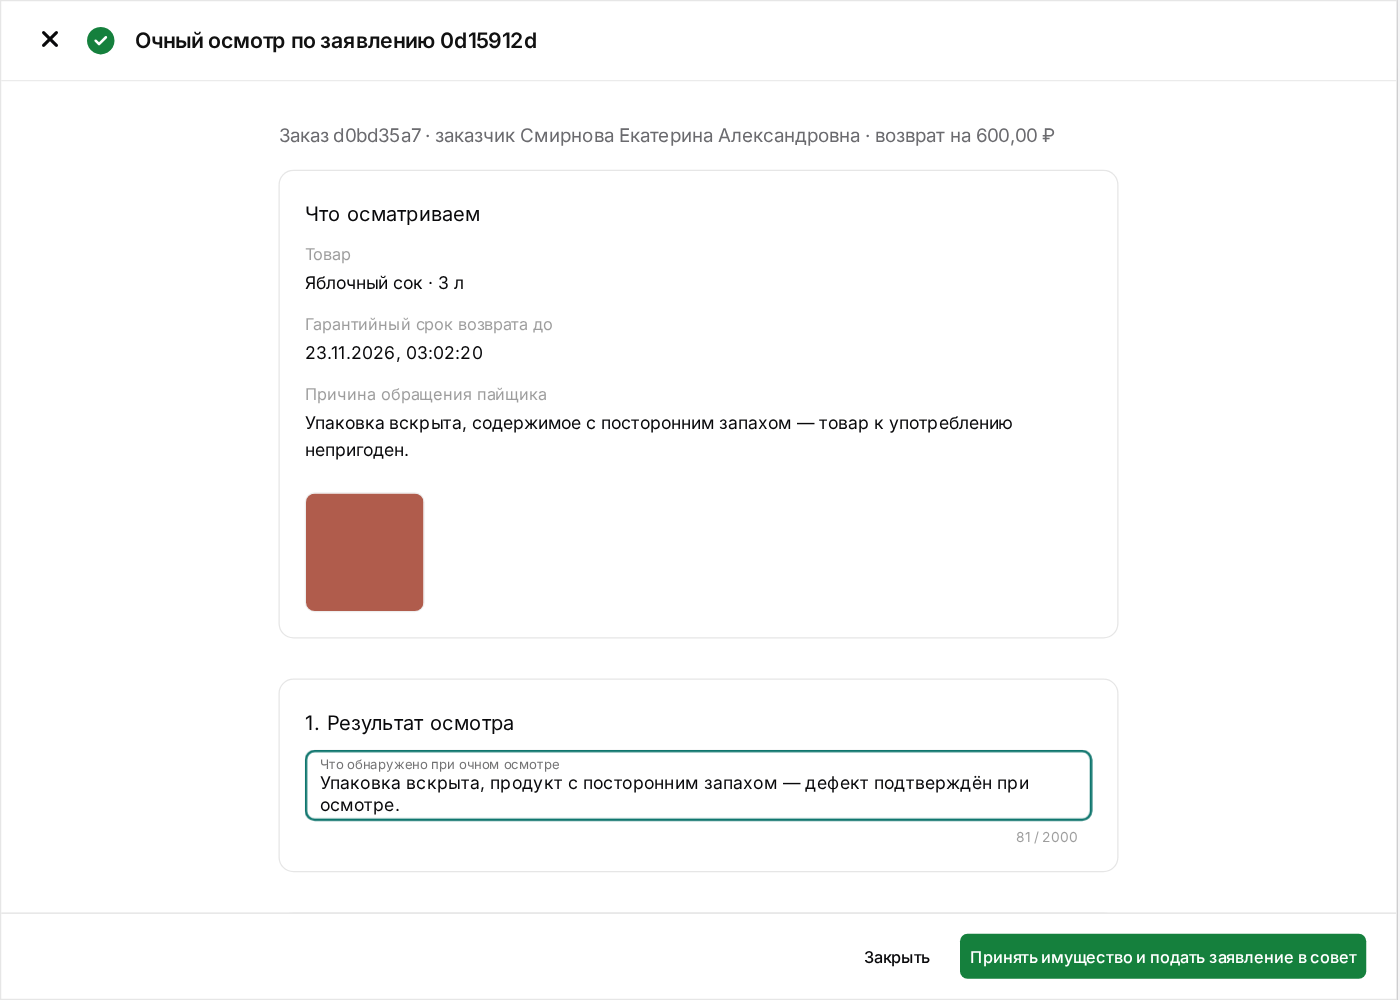 Очный осмотр по заявлению 0d15912d
Заказ d0bd35a7 · заказчик Смирнова Екатерина Александровна · возврат на 600,00 ₽
Что осматриваем
Товар
Яблочный сок · 3 л
Гарантийный срок возврата до
23.11.2026, 03:02:20
Причина обращения пайщика
Упаковка вскрыта, содержимое с посторонним запахом — товар к употреблению
непригоден.
1. Результат осмотра
Что обнаружено при очном осмотре
Упаковка вскрыта, продукт с посторонним запахом — дефект подтверждён при
осмотре.
81 / 2000
Закрыть
Принять имущество и подать заявление в совет